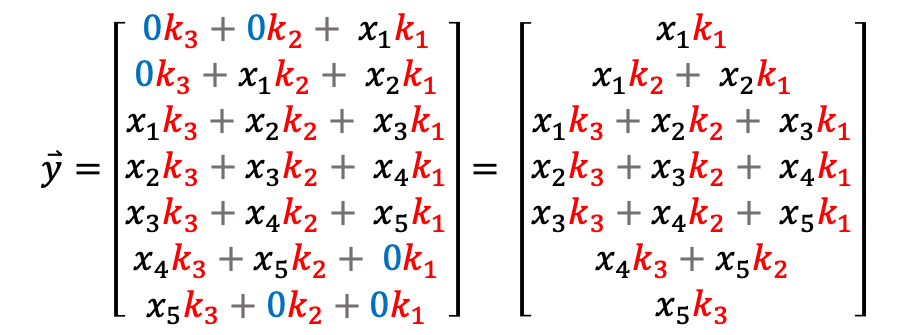 0k₃ + 0k₂ + x₁k₁ x₁k₁
0k₃ + x₁k₂ + x₂k₁ x₁k₂ + x₂k₁
x₁k₃ + x₂k₂ + x₃k₁ x₁k₃ + x₂k₂ + x₃k₁
y⃗ = x₂k₃ + x₃k₂ + x₄k₁ = x₂k₃ + x₃k₂ + x₄k₁
x₃k₃ + x₄k₂ + x₅k₁ x₃k₃ + x₄k₂ + x₅k₁
x₄k₃ + x₅k₂ + 0k₁ x₄k₃ + x₅k₂
x₅k₃ + 0k₂ + 0k₁ x₅k₃